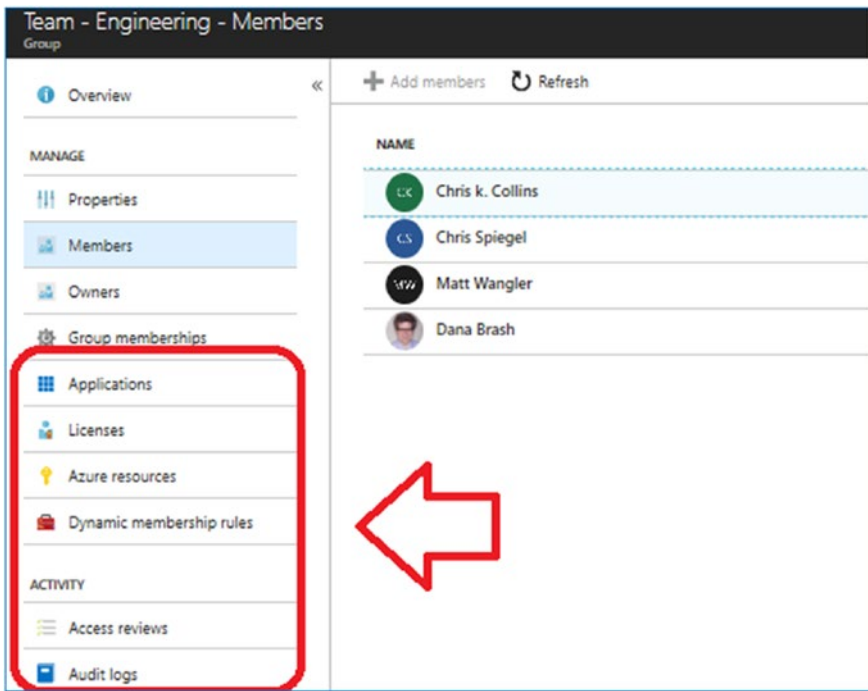 Team - Engineering - Members
Group
Overview
MANAGE
Properties
Members
Owners
Group memberships
Applications
Licenses
Azure resources
Dynamic membership rules
ACTIVITY
Access reviews
Audit logs
Add members Refresh
NAME
CK Chris k. Collins
CS Chris Spiegel
MW Matt Wangler
Dana Brash